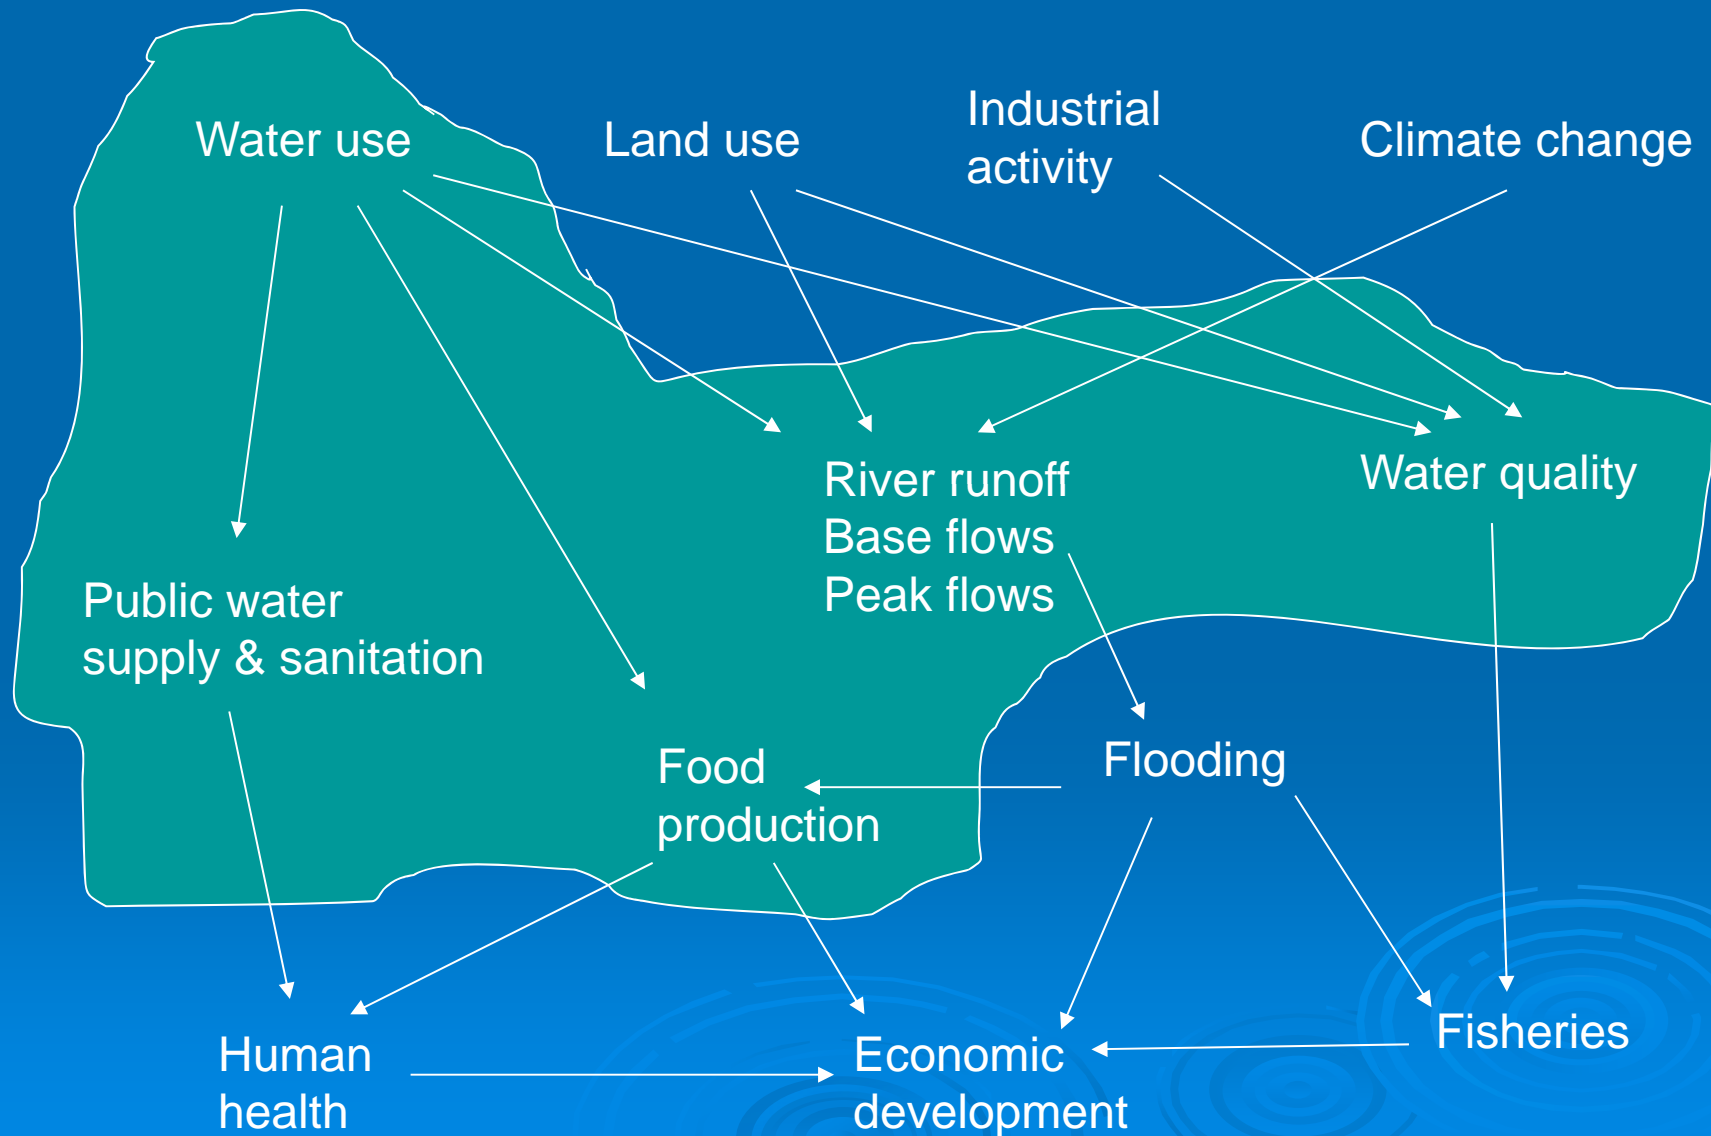 Water use
Land use
Industrial
activity
Climate change
River runoff
Base flows
Peak flows
Water quality
Public water
supply & sanitation
Food
production
Flooding
Human
health
Economic
development
Fisheries